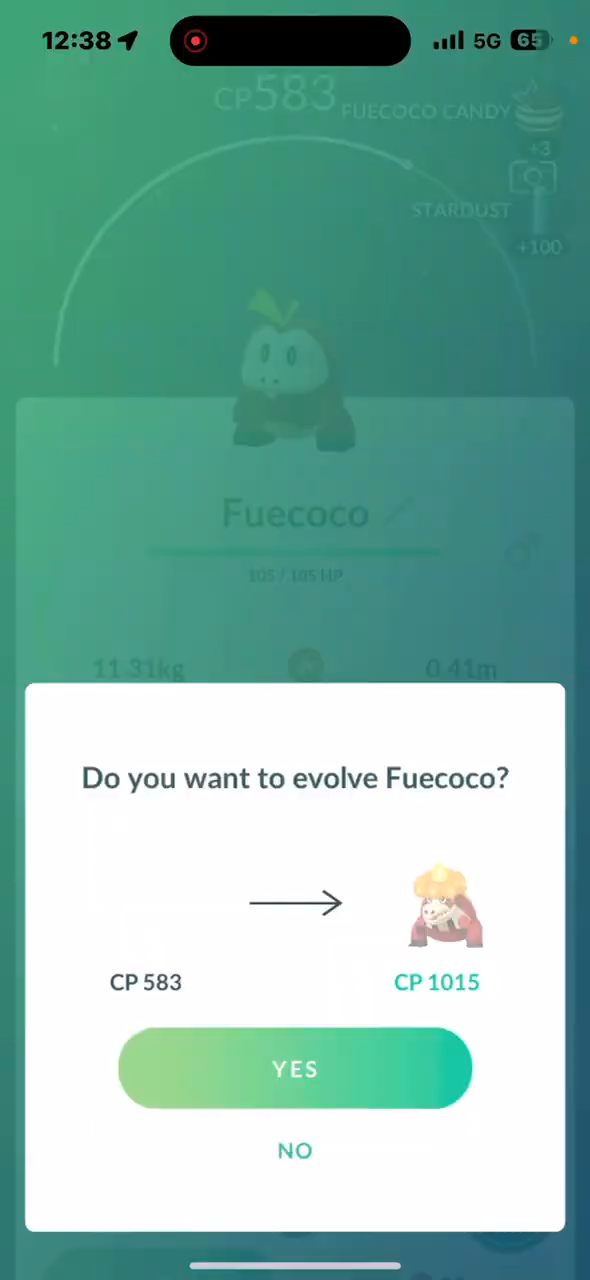 12:38
5G 65
CP583
FUECOCO CANDY
+3
STARDUST
+100
Fuecoco
105 / 105 HP
11.31kg
0.41m
Do you want to evolve Fuecoco?
CP 583
CP 1015
YES
NO